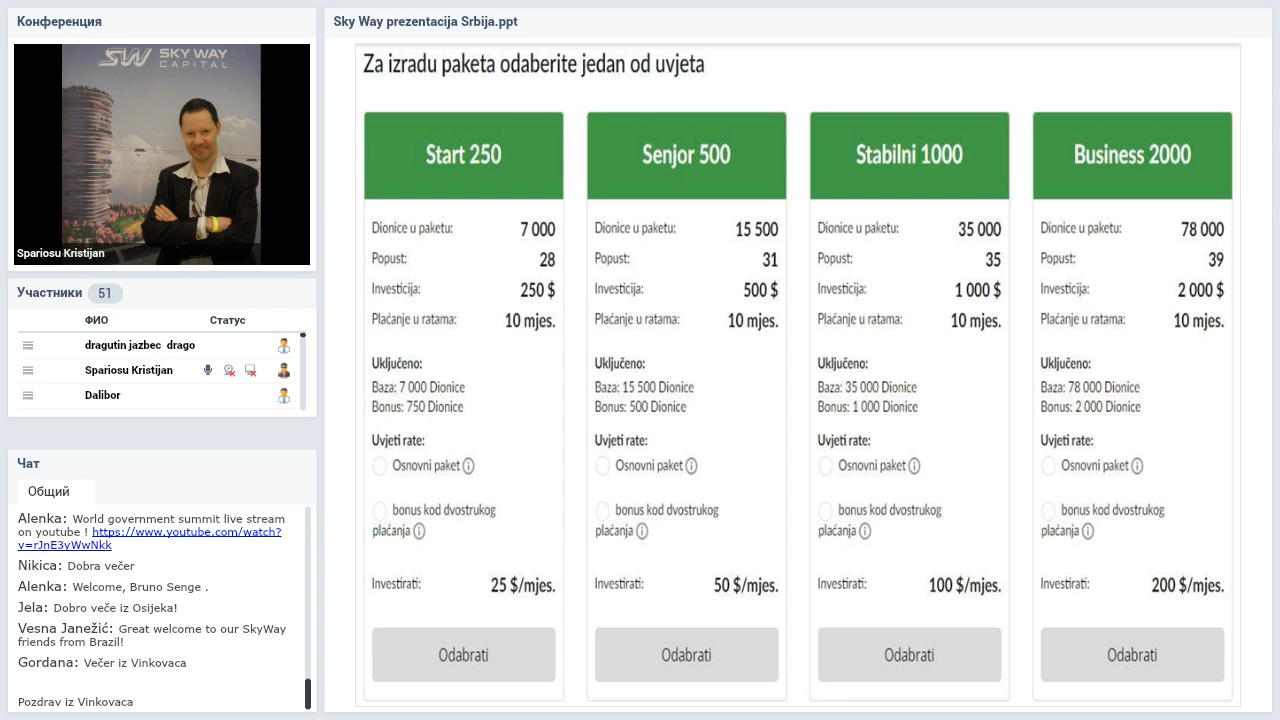 Конференция
SKY WAY
CAPITAL
Spariosu Kristijan
Участники 51
ФИО Статус
dragutin jazbec drago
Spariosu Kristijan
Dalibor
Чат
Общий
Alenka: World government summit live stream
on youtube ! https://www.youtube.com/watch?
v=rJnE3yWwNkk
Nikica: Dobra večer
Alenka: Welcome, Bruno Senge .
Jela: Dobro veče iz Osijeka!
Vesna Janežić: Great welcome to our SkyWay
friends from Brazil!
Gordana: Večer iz Vinkovaca
Pozdrav iz Vinkovaca
Sky Way prezentacija Srbija.ppt
Za izradu paketa odaberite jedan od uvjeta
Start 250
Dionice u paketu: 7 000
Popust: 28
Investicija: 250 $
Plaćanje u ratama: 10 mjes.
Uključeno:
Baza: 7 000 Dionice
Bonus: 750 Dionice
Uvjeti rate:
Osnovni paket
bonus kod dvostrukog
plaćanja
Investirati: 25 $/mjes.
Odabrati
Senjor 500
Dionice u paketu: 15 500
Popust: 31
Investicija: 500 $
Plaćanje u ratama: 10 mjes.
Uključeno:
Baza: 15 500 Dionice
Bonus: 500 Dionice
Uvjeti rate:
Osnovni paket
bonus kod dvostrukog
plaćanja
Investirati: 50 $/mjes.
Odabrati
Stabilni 1000
Dionice u paketu: 35 000
Popust: 35
Investicija: 1 000 $
Plaćanje u ratama: 10 mjes.
Uključeno:
Baza: 35 000 Dionice
Bonus: 1 000 Dionice
Uvjeti rate:
Osnovni paket
bonus kod dvostrukog
plaćanja
Investirati: 100 $/mjes.
Odabrati
Business 2000
Dionice u paketu: 78 000
Popust: 39
Investicija: 2 000 $
Plaćanje u ratama: 10 mjes.
Uključeno:
Baza: 78 000 Dionice
Bonus: 2 000 Dionice
Uvjeti rate:
Osnovni paket
bonus kod dvostrukog
plaćanja
Investirati: 200 $/mjes.
Odabrati